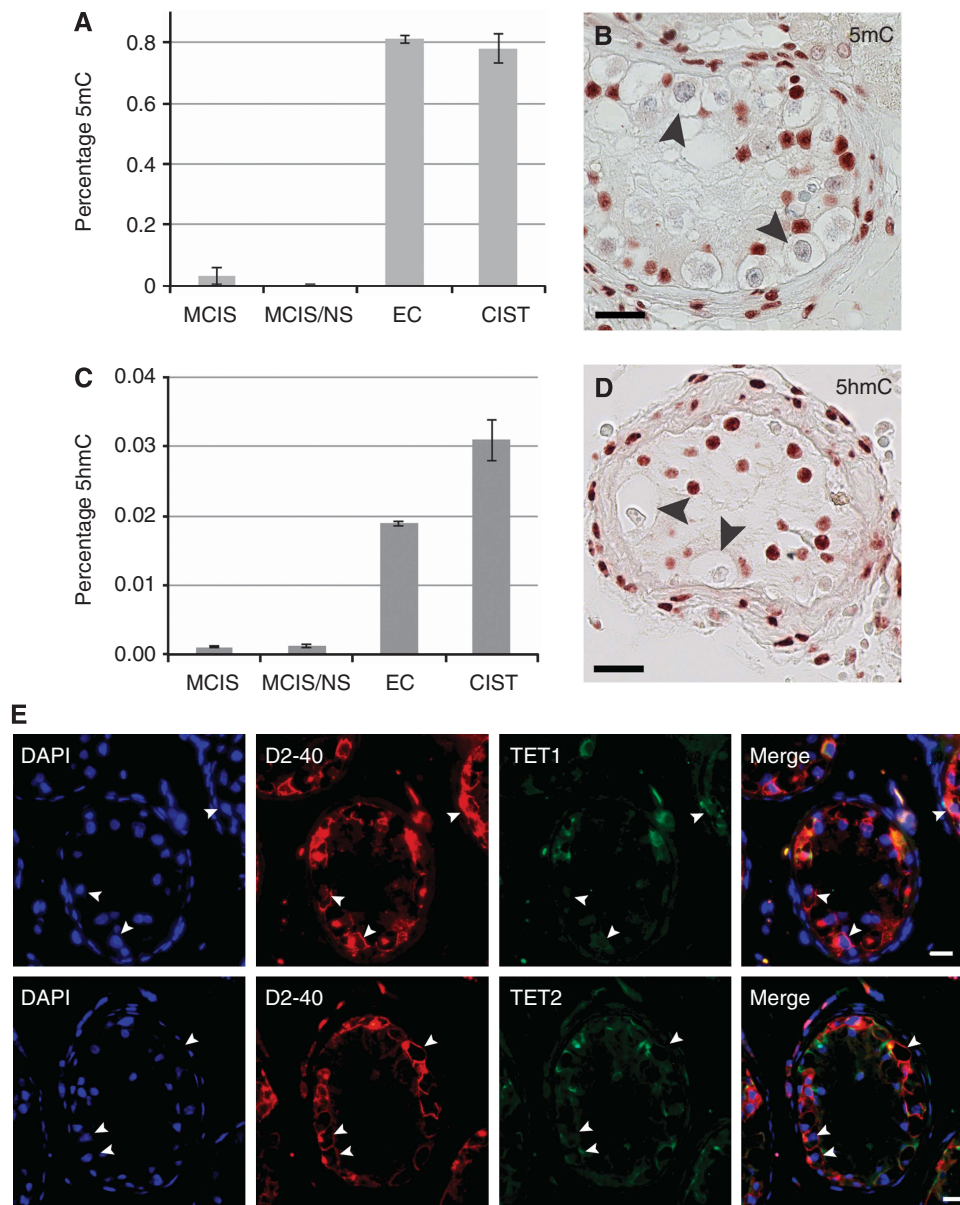 A
Percentage 5mC
0.8
0.6
0.4
0.2
0
MCIS
MCIS/NS
EC
CIST
B
5mC
C
Percentage 5hmC
0.04
0.03
0.02
0.01
0.00
MCIS
MCIS/NS
EC
CIST
D
5hmC
E
DAPI
D2-40
TET1
Merge
DAPI
D2-40
TET2
Merge